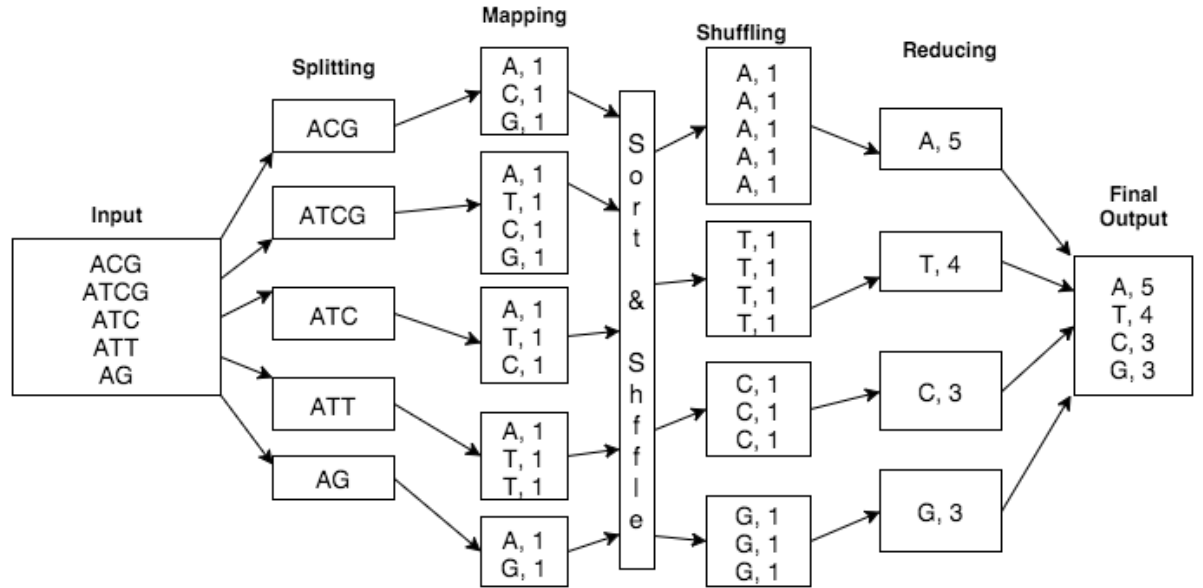 Input
ACG
ATCG
ATC
ATT
AG
Splitting
ACG
ATCG
ATC
ATT
AG
Mapping
A, 1
C, 1
G, 1
A, 1
T, 1
C, 1
G, 1
A, 1
T, 1
C, 1
A, 1
T, 1
T, 1
A, 1
G, 1
Sort & Shffle
Shuffling
A, 1
A, 1
A, 1
A, 1
A, 1
T, 1
T, 1
T, 1
T, 1
C, 1
C, 1
C, 1
G, 1
G, 1
G, 1
Reducing
A, 5
T, 4
C, 3
G, 3
Final
Output
A, 5
T, 4
C, 3
G, 3